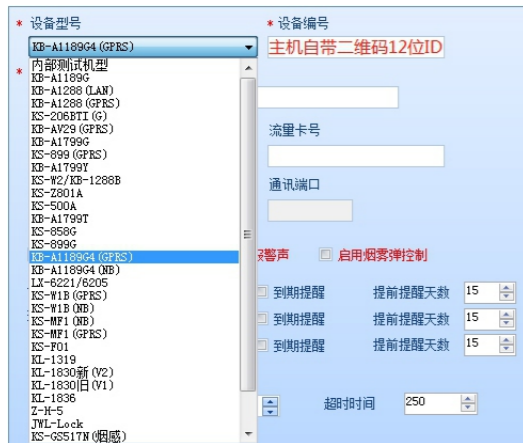 * 设备型号 * 设备编号
KB-A1189G4(GPRS) 主机自带二维码12位ID
*
内部测试机型
KB-A1189G
KB-A1288(LAN)
KB-A1288(GPRS)
KS-206BTI(G)
KB-AV29(GPRS)
KB-A1799G
流量卡号
KS-899(GPRS)
KB-A1799Y
KS-W2/KB-1288B
通讯端口
KS-Z801A
KS-500A
KB-A1799T
KS-858G
KS-899G
KB-A1189G4(GPRS)
警声 启用烟雾弹控制
KB-A1189G4(NB)
LX-6221/6205
KS-W1B(GPRS)
到期提醒 提前提醒天数 15
KS-W1B(NB)
KS-MF1(NB)
到期提醒 提前提醒天数 15
KS-MF1(GPRS)
KS-F01
到期提醒 提前提醒天数 15
KL-1319
KL-1830新(V2)
KL-1830旧(V1)
KL-1836
Z-H-5
超时时间 250
JWL-Lock
KS-GS517N(烟感)